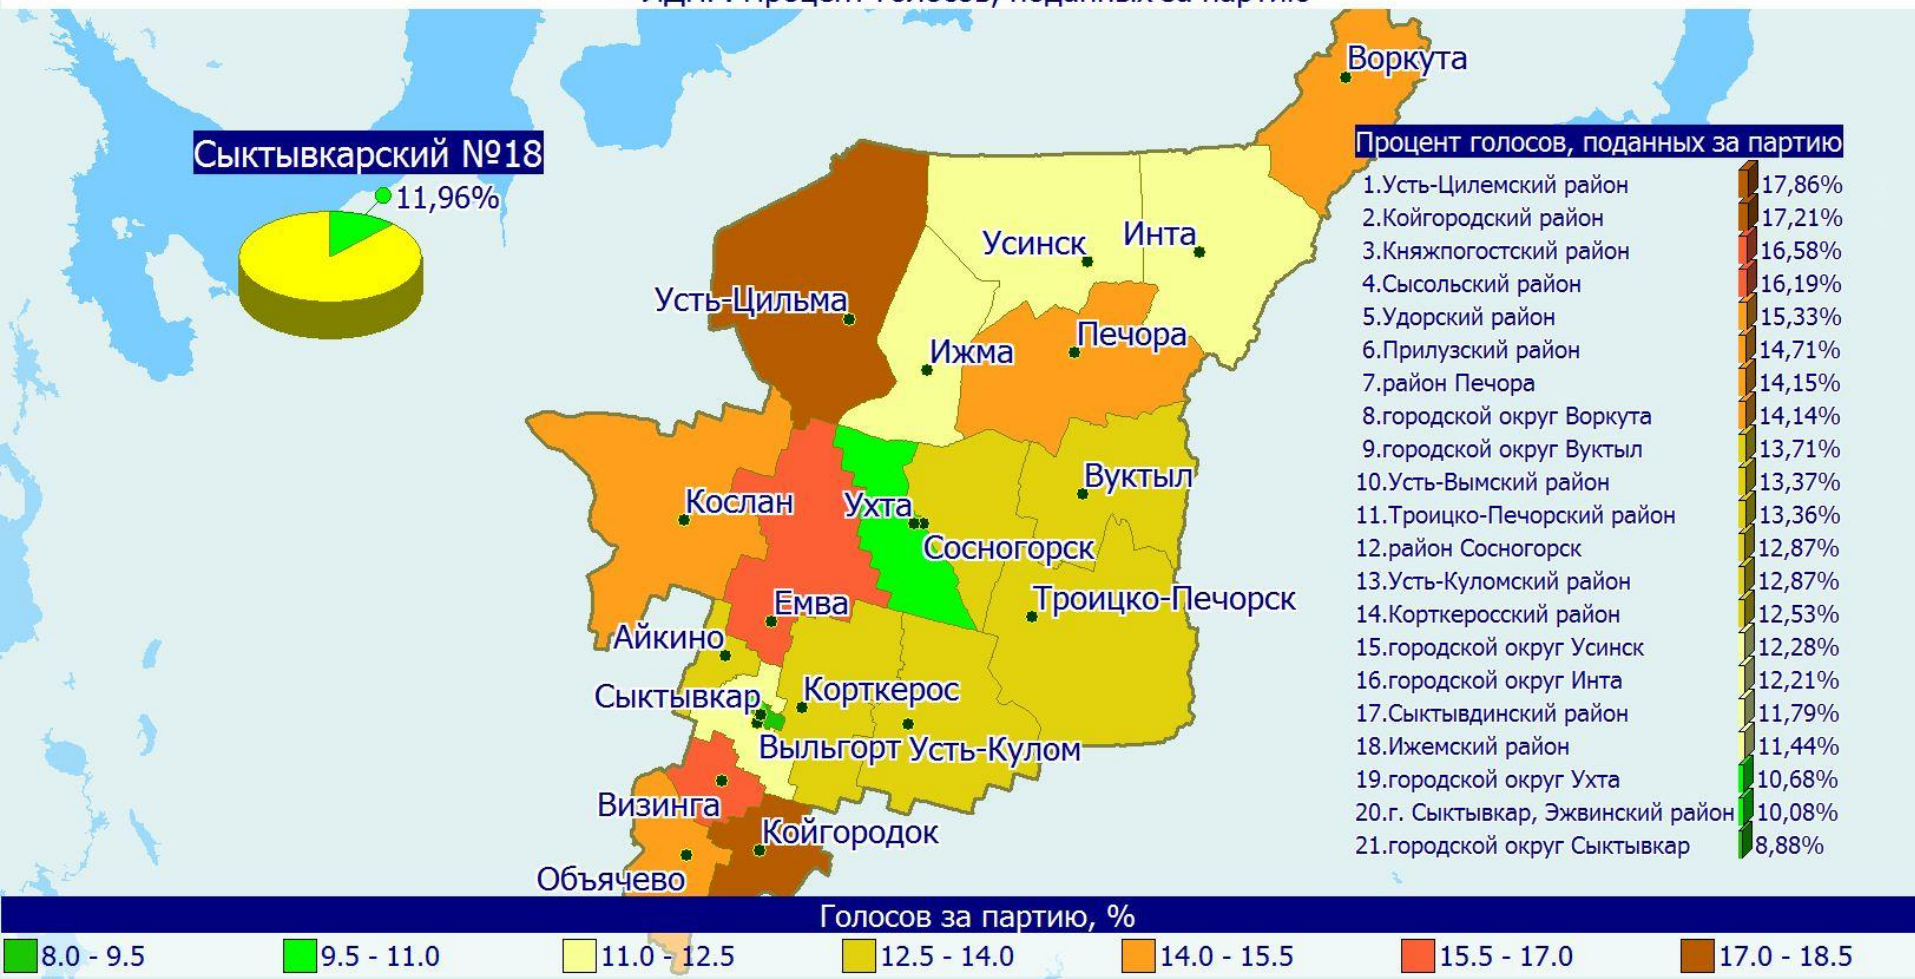 Воркута
Сыктывкарский №18
11,96%
Усинск
Инта
Усть-Цильма
Ижма
Печора
Кослан
Ухта
Вуктыл
Сосногорск
Емва
Троицко-Печорск
Айкино
Сыктывкар
Корткерос
Выльгорт
Усть-Кулом
Визинга
Койгородок
Объячево
Процент голосов, поданных за партию
1.Усть-Цилемский район 17,86%
2.Койгородский район 17,21%
3.Княжпогостский район 16,58%
4.Сысольский район 16,19%
5.Удорский район 15,33%
6.Прилузский район 14,71%
7.район Печора 14,15%
8.городской округ Воркута 14,14%
9.городской округ Вуктыл 13,71%
10.Усть-Вымский район 13,37%
11.Троицко-Печорский район 13,36%
12.район Сосногорск 12,87%
13.Усть-Куломский район 12,87%
14.Корткеросский район 12,53%
15.городской округ Усинск 12,28%
16.городской округ Инта 12,21%
17.Сыктывдинский район 11,79%
18.Ижемский район 11,44%
19.городской округ Ухта 10,68%
20.г. Сыктывкар, Эжвинский район 10,08%
21.городской округ Сыктывкар 8,88%
Голосов за партию, %
8.0 - 9.5 9.5 - 11.0 11.0 - 12.5 12.5 - 14.0 14.0 - 15.5 15.5 - 17.0 17.0 - 18.5